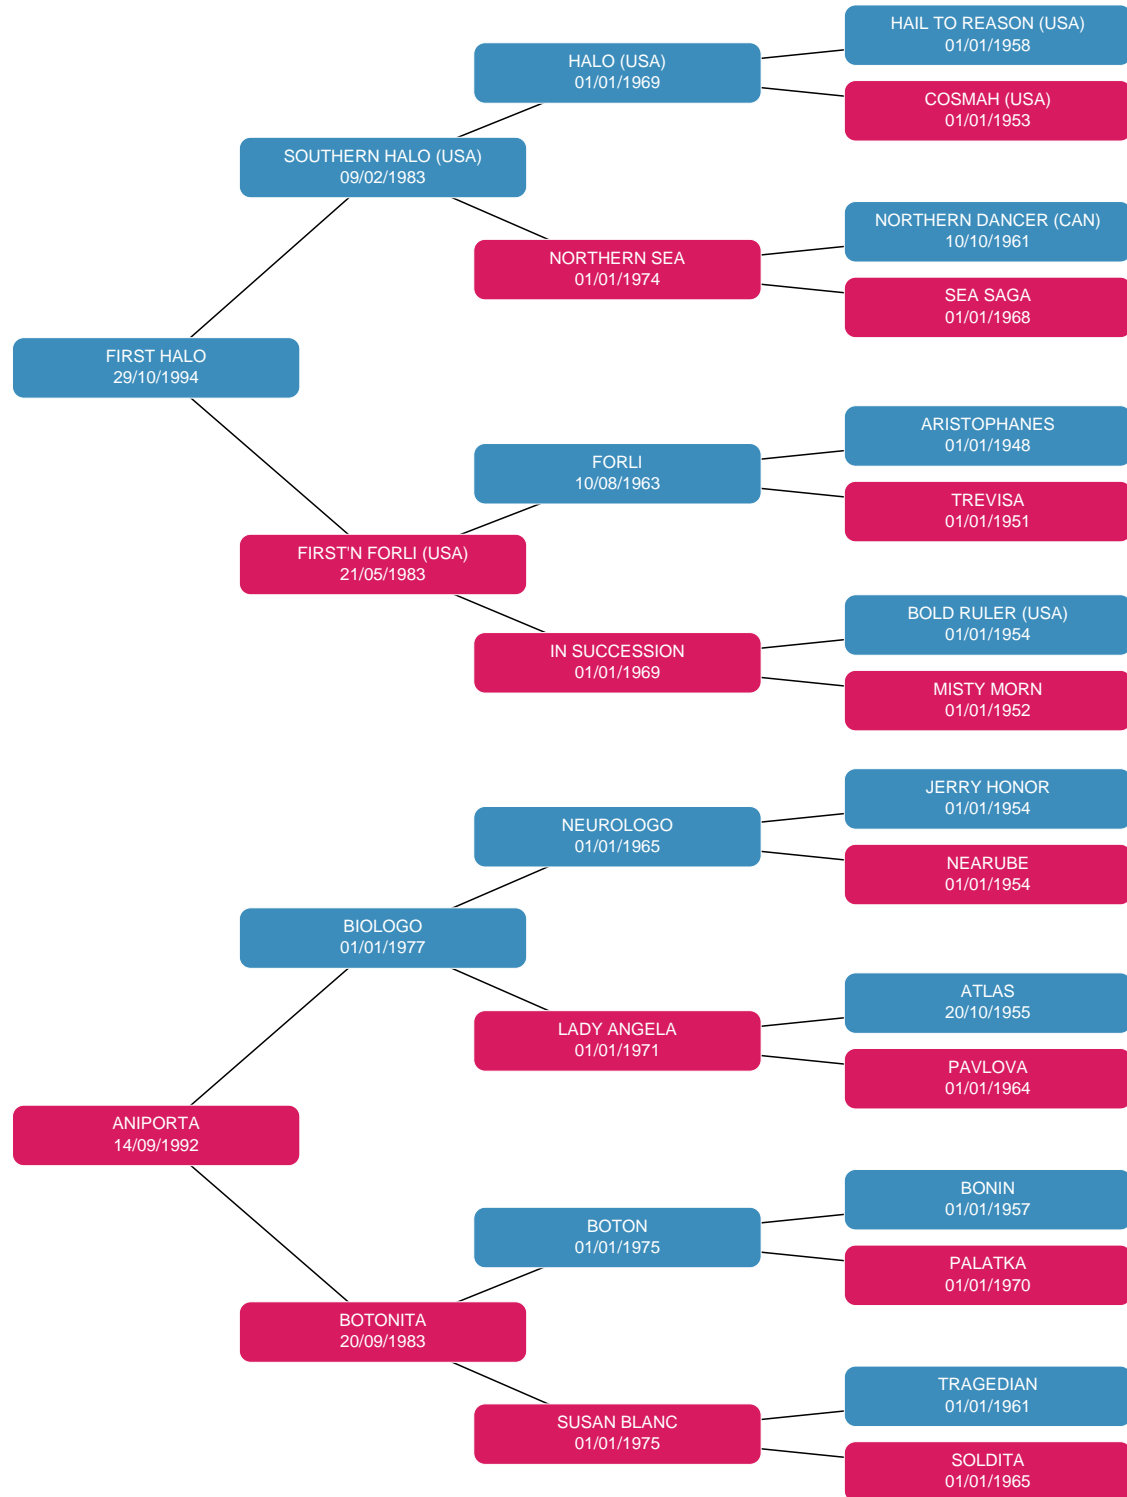 HAIL TO REASON (USA)
01/01/1958
HALO (USA)
01/01/1969
COSMAH (USA)
01/01/1953
SOUTHERN HALO (USA)
09/02/1983
NORTHERN DANCER (CAN)
10/10/1961
NORTHERN SEA
01/01/1974
SEA SAGA
01/01/1968
FIRST HALO
29/10/1994
ARISTOPHANES
01/01/1948
FORLI
10/08/1963
TREVISA
01/01/1951
FIRST'N FORLI (USA)
21/05/1983
BOLD RULER (USA)
01/01/1954
IN SUCCESSION
01/01/1969
MISTY MORN
01/01/1952
JERRY HONOR
01/01/1954
NEUROLOGO
01/01/1965
NEARUBE
01/01/1954
BIOLOGO
01/01/1977
ATLAS
20/10/1955
LADY ANGELA
01/01/1971
PAVLOVA
01/01/1964
ANIPORTA
14/09/1992
BONIN
01/01/1957
BOTON
01/01/1975
PALATKA
01/01/1970
BOTONITA
20/09/1983
TRAGEDIAN
01/01/1961
SUSAN BLANC
01/01/1975
SOLDITA
01/01/1965